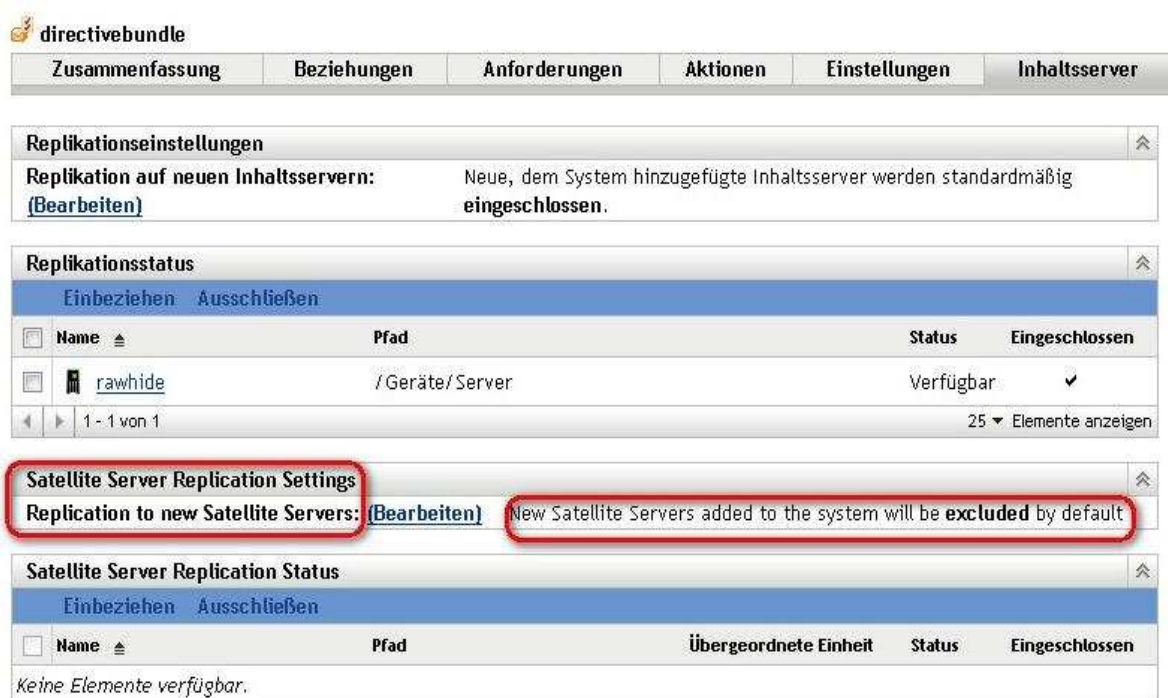 directivebundle
Zusammenfassung Beziehungen Anforderungen Aktionen Einstellungen Inhaltsserver
Replikationseinstellungen
Replikation auf neuen Inhaltsservern: Neue, dem System hinzugefügte Inhaltsserver werden standardmäßig
(Bearbeiten) eingeschlossen.
Replikationsstatus
Einbeziehen Ausschließen
Name Pfad Status Eingeschlossen
rawhide /Geräte/Server Verfügbar
1 - 1 von 1 25 Elemente anzeigen
Satellite Server Replication Settings
Replication to new Satellite Servers: (Bearbeiten) New Satellite Servers added to the system will be excluded by default
Satellite Server Replication Status
Einbeziehen Ausschließen
Name Pfad Übergeordnete Einheit Status Eingeschlossen
Keine Elemente verfügbar.